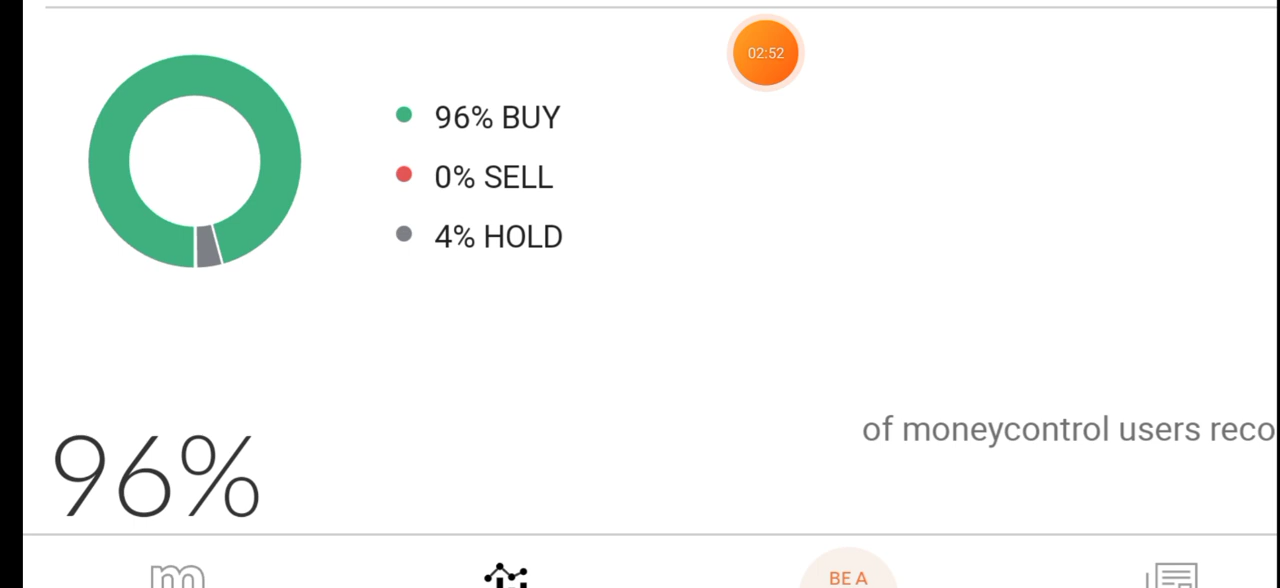 02:52
96% BUY
0% SELL
4% HOLD
of moneycontrol users reco
96%
m
BE A